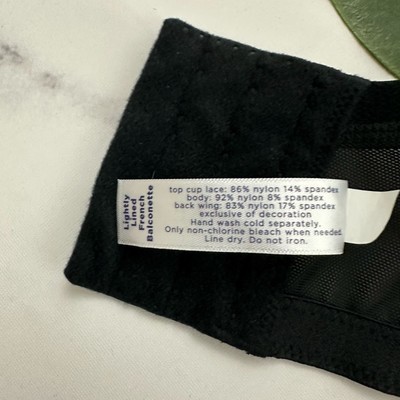 Lightly
Lined
French
Balconette
top cup lace: 86% nylon 14% spandex
body: 92% nylon 8% spandex
back wing: 83% nylon 17% spandex
exclusive of decoration
Hand wash cold separately.
Only non-chlorine bleach when needed.
Line dry. Do not iron.